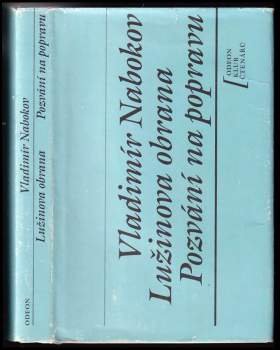 Vladimír Nabokov
Lužinova obrana Pozvání na popravu
ODEON
Vladimír Nabokov
Lužinova obrana
Pozvání na popravu
ODEON
KLUB
ČTENÁŘŮ